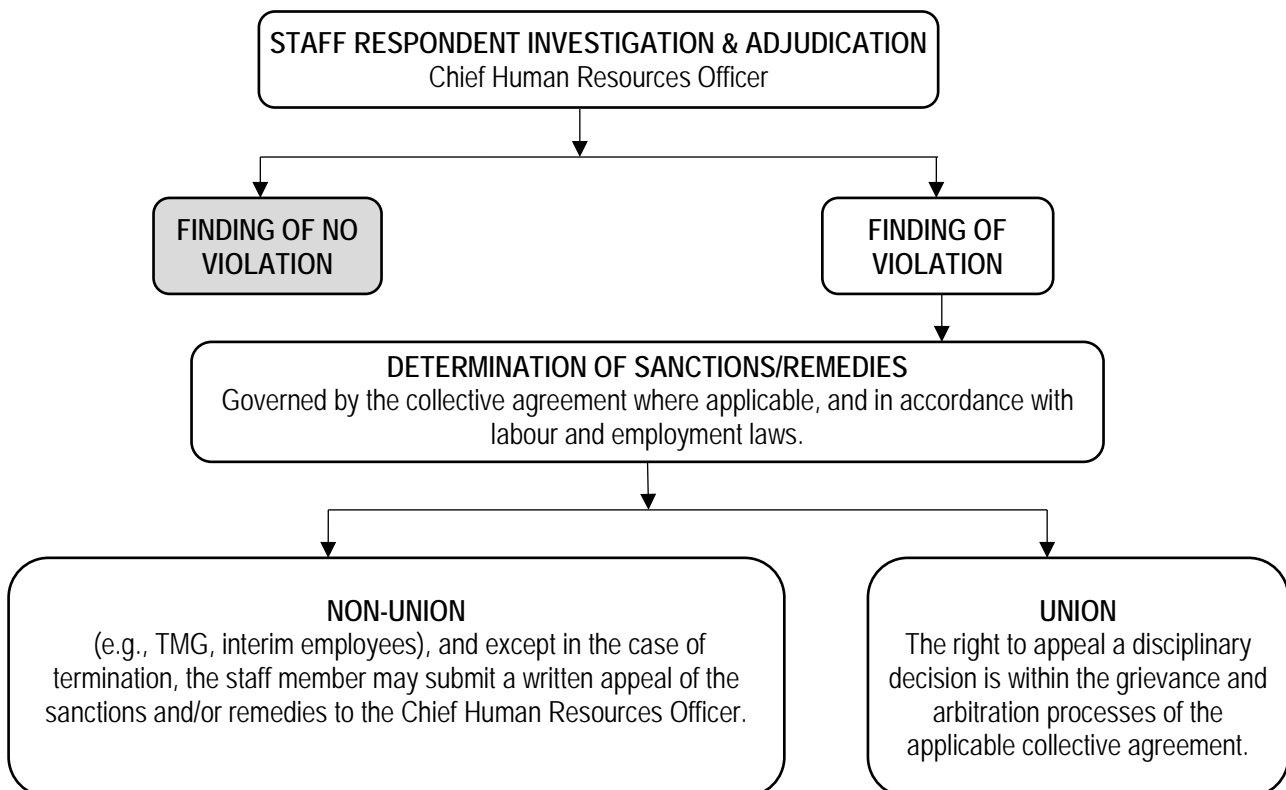 STAFF RESPONDENT INVESTIGATION & ADJUDICATION
Chief Human Resources Officer
FINDING OF NO
VIOLATION
FINDING OF
VIOLATION
DETERMINATION OF SANCTIONS/REMEDIES
Governed by the collective agreement where applicable, and in accordance with
labour and employment laws.
NON-UNION
(e.g., TMG, interim employees), and except in the case of
termination, the staff member may submit a written appeal of the
sanctions and/or remedies to the Chief Human Resources Officer.
UNION
The right to appeal a disciplinary
decision is within the grievance and
arbitration processes of the
applicable collective agreement.